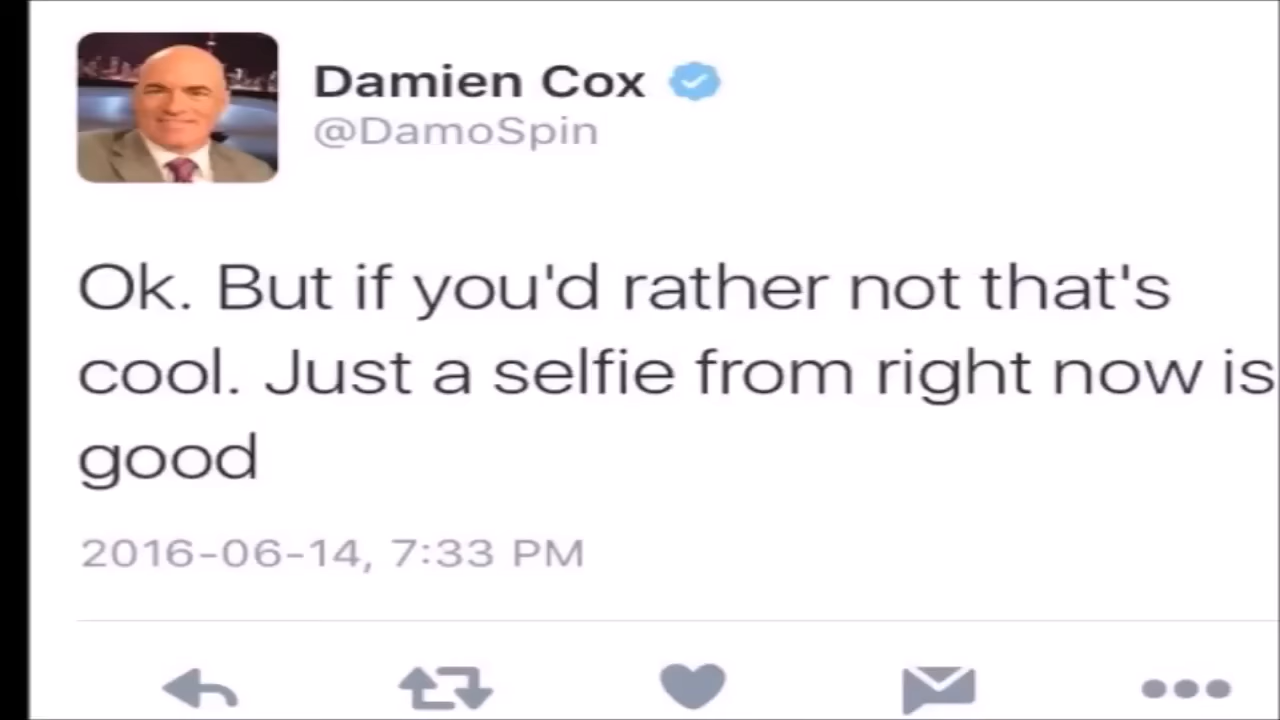 Damien Cox
@DamoSpin
Ok. But if you'd rather not that's
cool. Just a selfie from right now is
good
2016-06-14, 7:33 PM